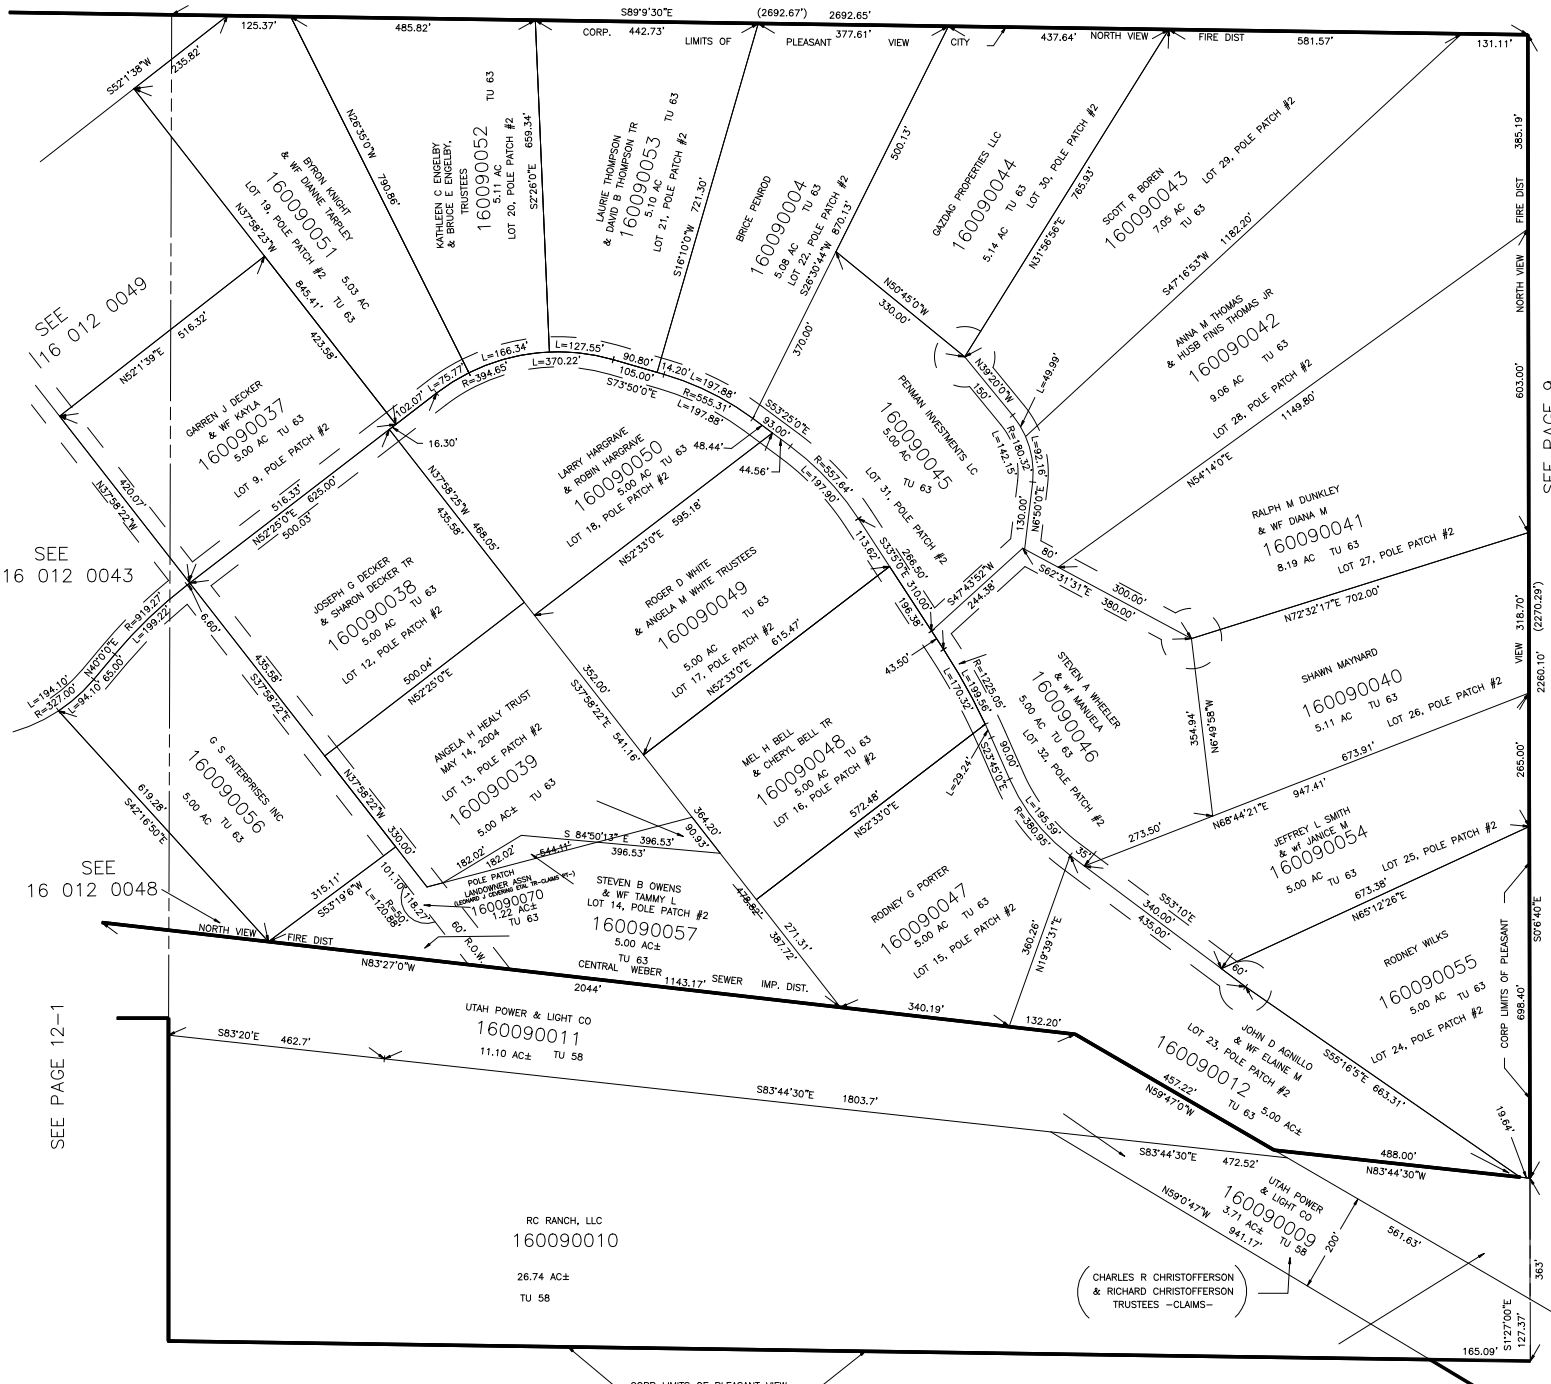 S89°9'30"E (2692.67') 2692.65'
125.37' 485.82' CORP. 442.73' LIMITS OF PLEASANT 377.61' VIEW CITY 437.64' NORTH VIEW FIRE DIST 581.57' 131.11'
S52°1'38"W
235.82'
N26°35'0"W 790.86'
BYRON KNIGHT
& WF DIANNE TARPLEY
160090051
LOT 19, POLE PATCH #2
5.03 AC
TU 63
N37°58'23"W 845.41'
423.58'
KATHLEEN C ENGELBY
& BRUCE E ENGELBY,
TRUSTEES
160090052
5.11 AC TU 63
LOT 20, POLE PATCH #2
S2°26'0"E 659.34'
LAURIE THOMPSON
& DAVID B THOMPSON TR
160090053
5.10 AC TU 63
LOT 21, POLE PATCH #2
S16°10'0"W 721.30'
BRICE PENROD
160090004
5.08 AC TU 63
LOT 22, POLE PATCH #2
S26°30'44"W 870.13'
500.13'
370.00'
GAZDAG PROPERTIES LLC
160090044
5.14 AC TU 63
LOT 30, POLE PATCH #2
N31°56'56"E 765.93'
N50°45'0"W
330.00'
SCOTT R BOREN
160090043
7.05 AC
TU 63
LOT 29, POLE PATCH #2
S47°16'53"W 1182.20'
385.19'
NORTH VIEW FIRE DIST
ANNA M THOMAS
& HUSB FINIS THOMAS JR
160090042
9.06 AC TU 63
LOT 28, POLE PATCH #2
1149.80'
N54°14'0"E
603.00'
SEE
16 012 0049
N52°1'39"E 516.32'
GARREN J DECKER
& WF KAYLA
160090037
5.00 AC TU 63
LOT 9, POLE PATCH #2
420.07'
N37°58'22"W
516.33'
N52°25'0"E 625.00'
500.03'
102.07'
16.30'
L=75.77'
L=166.34'
R=394.65'
L=370.22'
L=127.55'
90.80'
105.00'
S73°50'0"E
14.20'
L=197.88'
R=555.31'
L=197.88'
S53°25'0"E
93.00'
48.44'
44.56'
R=557.64'
L=197.90'
113.62'
S33°5'0"E 310.00'
266.50'
196.38'
43.50'
N39°20'0"W
150'
L=49.99'
R=180.32'
L=142.15'
L=92.16'
130.00'
N6°50'0"E
PENMAN INVESTMENTS LC
160090045
5.00 AC
TU 63
LOT 31, POLE PATCH #2
S47°43'52"W
244.38'
80'
S62°31'31"E
300.00'
380.00'
RALPH M DUNKLEY
& WF DIANA M
160090041
8.19 AC TU 63
LOT 27, POLE PATCH #2
N72°32'17"E 702.00'
SEE PAGE 9
LARRY HARGRAVE
& ROBIN HARGRAVE
160090050
5.00 AC TU 63
LOT 18, POLE PATCH #2
N37°58'25"W 468.05'
435.58'
N52°33'0"E 595.18'
SEE
16 012 0043
JOSEPH G DECKER
& SHARON DECKER TR
160090038
5.00 AC TU 63
LOT 12, POLE PATCH #2
500.04'
N52°25'0"E
6.60'
435.58'
S37°58'22"E
R=919.27'
L=199.22'
N40°0'0"E
65.00'
L=194.10'
R=327.00'
L=94.10'
ROGER D WHITE
& ANGELA M WHITE TRUSTEES
160090049
5.00 AC TU 63
LOT 17, POLE PATCH #2
N52°33'0"E 615.47'
352.00'
S37°58'22"E 541.16'
318.70' (2270.29')
VIEW 2260.10'
SHAWN MAYNARD
160090040
5.11 AC TU 63
LOT 26, POLE PATCH #2
354.94'
N6°49'58"W
673.91'
N68°44'21"E 947.41'
273.50'
265.00'
STEVEN A WHEELER
& wf MANUELA
160090046
5.00 AC TU 63
LOT 32, POLE PATCH #2
R=1225.05'
L=199.56'
L=170.32'
90.00'
S23°45'0"E
L=29.24'
L=195.59'
R=380.95'
35'
MEL H BELL
& CHERYL BELL TR
160090048
5.00 AC TU 63
LOT 16, POLE PATCH #2
572.48'
N52°33'0"E
ANGELA H HEALY TRUST
MAY 14, 2004
LOT 13, POLE PATCH #2
160090039
5.00 AC± TU 63
N37°58'22"W 330.00'
G S ENTERPRISES INC
160090056
5.00 AC TU 63
619.28'
S42°16'50"E
315.11'
S53°19'6"W
SEE
16 012 0048
182.02' S 84°50'13" E 396.53'
182.02' 544.11' 396.53'
364.20'
90.93'
101.10'
118.27'
R=50'
L=120.88'
60' R.O.W.
POLE PATCH
LANDOWNER ASSN
160090070
1.22 AC±
TU 63
STEVEN B OWENS
& WF TAMMY L
LOT 14, POLE PATCH #2
160090057
5.00 AC±
TU 63
478.82'
271.31'
387.72'
RODNEY G PORTER
160090047
5.00 AC TU 63
LOT 15, POLE PATCH #2
360.26'
N19°39'31"E
JEFFREY L SMITH
& wf JANICE M
160090054
5.00 AC TU 63
LOT 25, POLE PATCH #2
673.38'
N65°12'26"E
S53°10'E
340.00'
435.00'
60'
RODNEY WILKS
160090055
5.00 AC TU 63
LOT 24, POLE PATCH #2
CORP LIMITS OF PLEASANT
698.40'
S0°6'40"E
NORTH VIEW FIRE DIST
N83°27'0"W
2044'
CENTRAL WEBER SEWER IMP. DIST.
1143.17'
340.19' 132.20'
JOHN D AGNILLO
& WF ELAINE M
LOT 23, POLE PATCH #2
160090012
TU 63 5.00 AC±
S55°16'5"E 663.31'
457.22'
N59°47'0"W
19.64'
488.00'
N83°44'30"W
SEE PAGE 12-1
UTAH POWER & LIGHT CO
160090011
11.10 AC± TU 58
S83°20'E 462.7'
S83°44'30"E 1803.7'
S83°44'30"E 472.52'
UTAH POWER
& LIGHT CO
160090009
3.71 AC± TU 58
N59°0'47"W 941.17'
200'
561.63'
363'
S1°27'00"E
127.37'
165.09'
RC RANCH, LLC
160090010
26.74 AC±
TU 58
CHARLES R CHRISTOFFERSON
& RICHARD CHRISTOFFERSON
TRUSTEES -CLAIMS-
CORP LIMITS OF PLEASANT VIEW